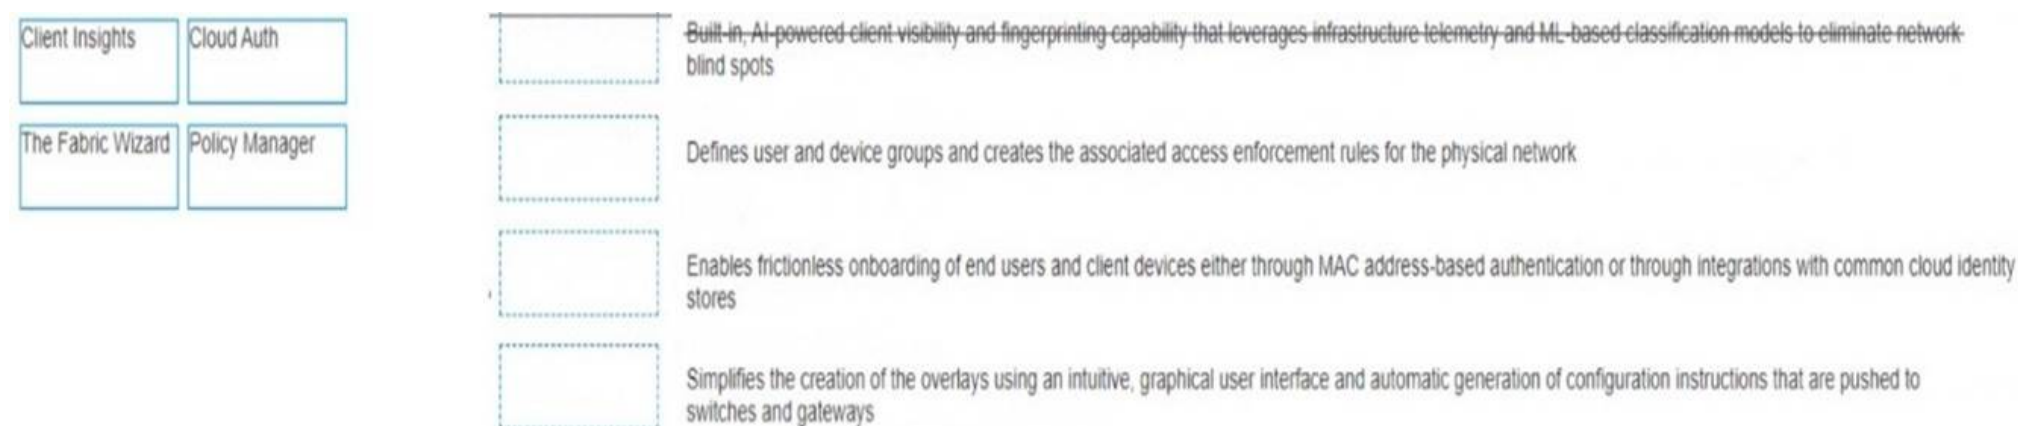 Client Insights
Cloud Auth
The Fabric Wizard
Policy Manager
Built-in, AI-powered client visibility and fingerprinting capability that leverages infrastructure telemetry and ML-based classification models to eliminate network
blind spots
Defines user and device groups and creates the associated access enforcement rules for the physical network
Enables frictionless onboarding of end users and client devices either through MAC address-based authentication or through integrations with common cloud identity
stores
Simplifies the creation of the overlays using an intuitive, graphical user interface and automatic generation of configuration instructions that are pushed to
switches and gateways